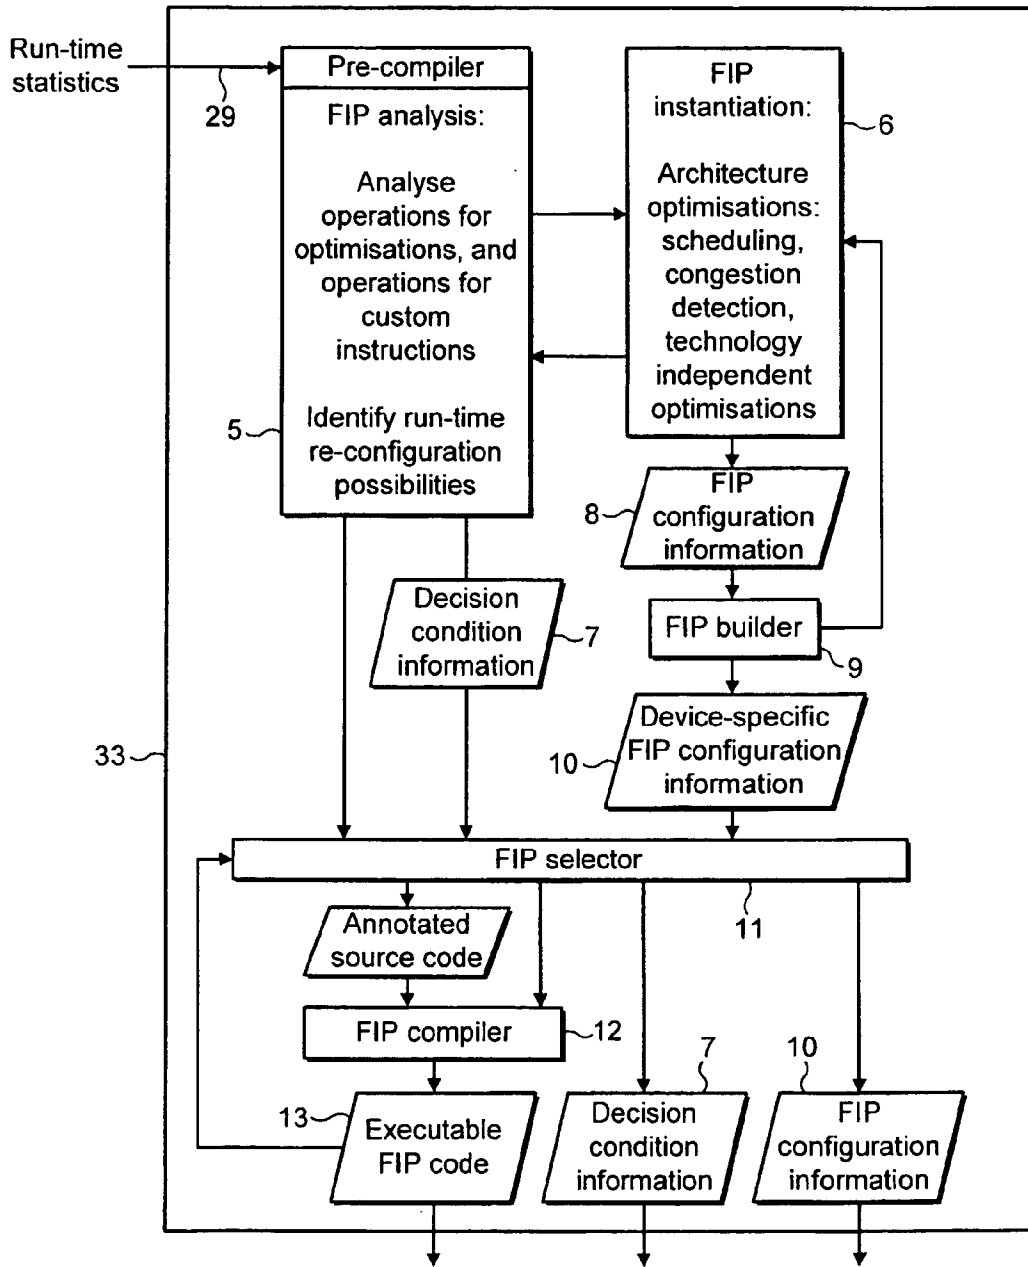 Run-time
statistics
29
Pre-compiler
FIP analysis:
Analyse
operations for
optimisations, and
operations for
custom
instructions
Identify run-time
re-configuration
possibilities
5
FIP
instantiation:
Architecture
optimisations:
scheduling,
congestion
detection,
technology
independent
optimisations
6
FIP
configuration
information
8
Decision
condition
information
7
FIP builder
9
Device-specific
FIP configuration
information
10
33
FIP selector
11
Annotated
source code
FIP compiler
12
Executable
FIP code
13
Decision
condition
information
7
FIP
configuration
information
10